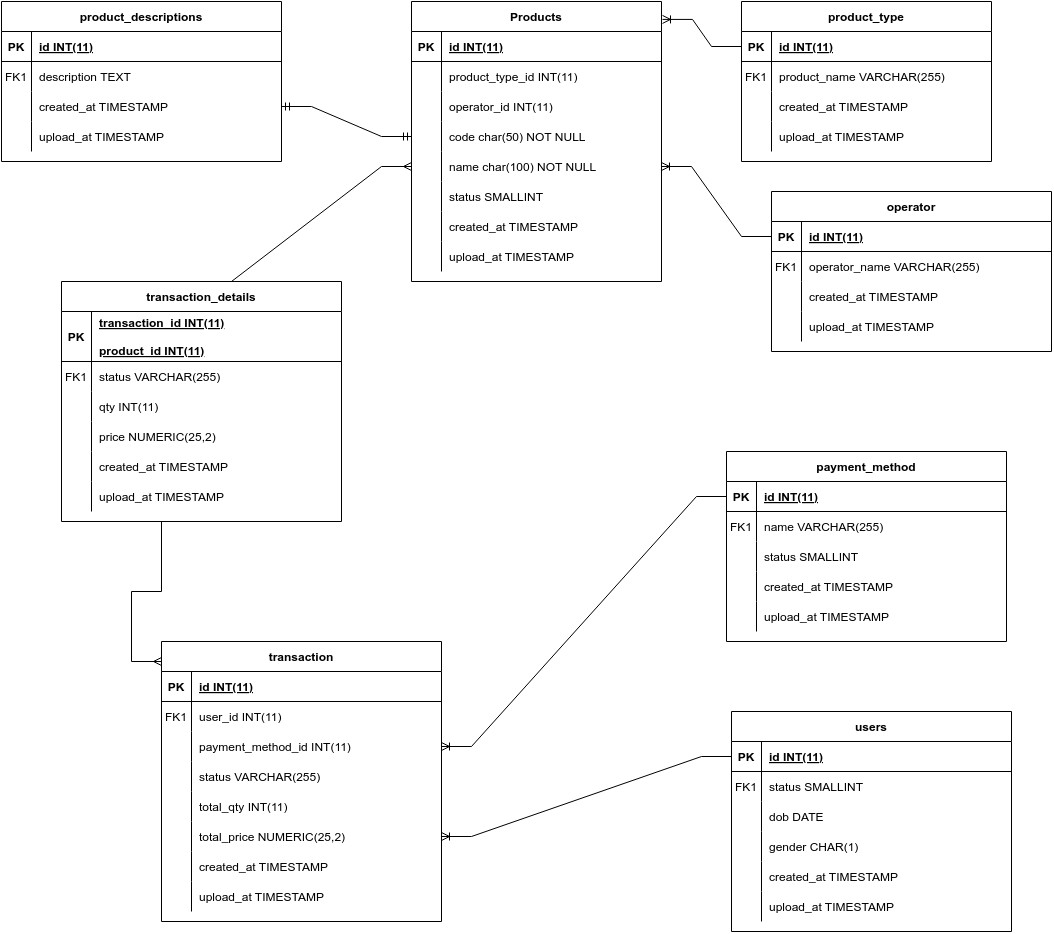 product_descriptions
PK id INT(11)
FK1 description TEXT
created_at TIMESTAMP
upload_at TIMESTAMP
Products
PK id INT(11)
product_type_id INT(11)
operator_id INT(11)
code char(50) NOT NULL
name char(100) NOT NULL
status SMALLINT
created_at TIMESTAMP
upload_at TIMESTAMP
product_type
PK id INT(11)
FK1 product_name VARCHAR(255)
created_at TIMESTAMP
upload_at TIMESTAMP
operator
PK id INT(11)
FK1 operator_name VARCHAR(255)
created_at TIMESTAMP
upload_at TIMESTAMP
transaction_details
PK transaction_id INT(11)
product_id INT(11)
FK1 status VARCHAR(255)
qty INT(11)
price NUMERIC(25,2)
created_at TIMESTAMP
upload_at TIMESTAMP
payment_method
PK id INT(11)
FK1 name VARCHAR(255)
status SMALLINT
created_at TIMESTAMP
upload_at TIMESTAMP
transaction
PK id INT(11)
FK1 user_id INT(11)
payment_method_id INT(11)
status VARCHAR(255)
total_qty INT(11)
total_price NUMERIC(25,2)
created_at TIMESTAMP
upload_at TIMESTAMP
users
PK id INT(11)
FK1 status SMALLINT
dob DATE
gender CHAR(1)
created_at TIMESTAMP
upload_at TIMESTAMP